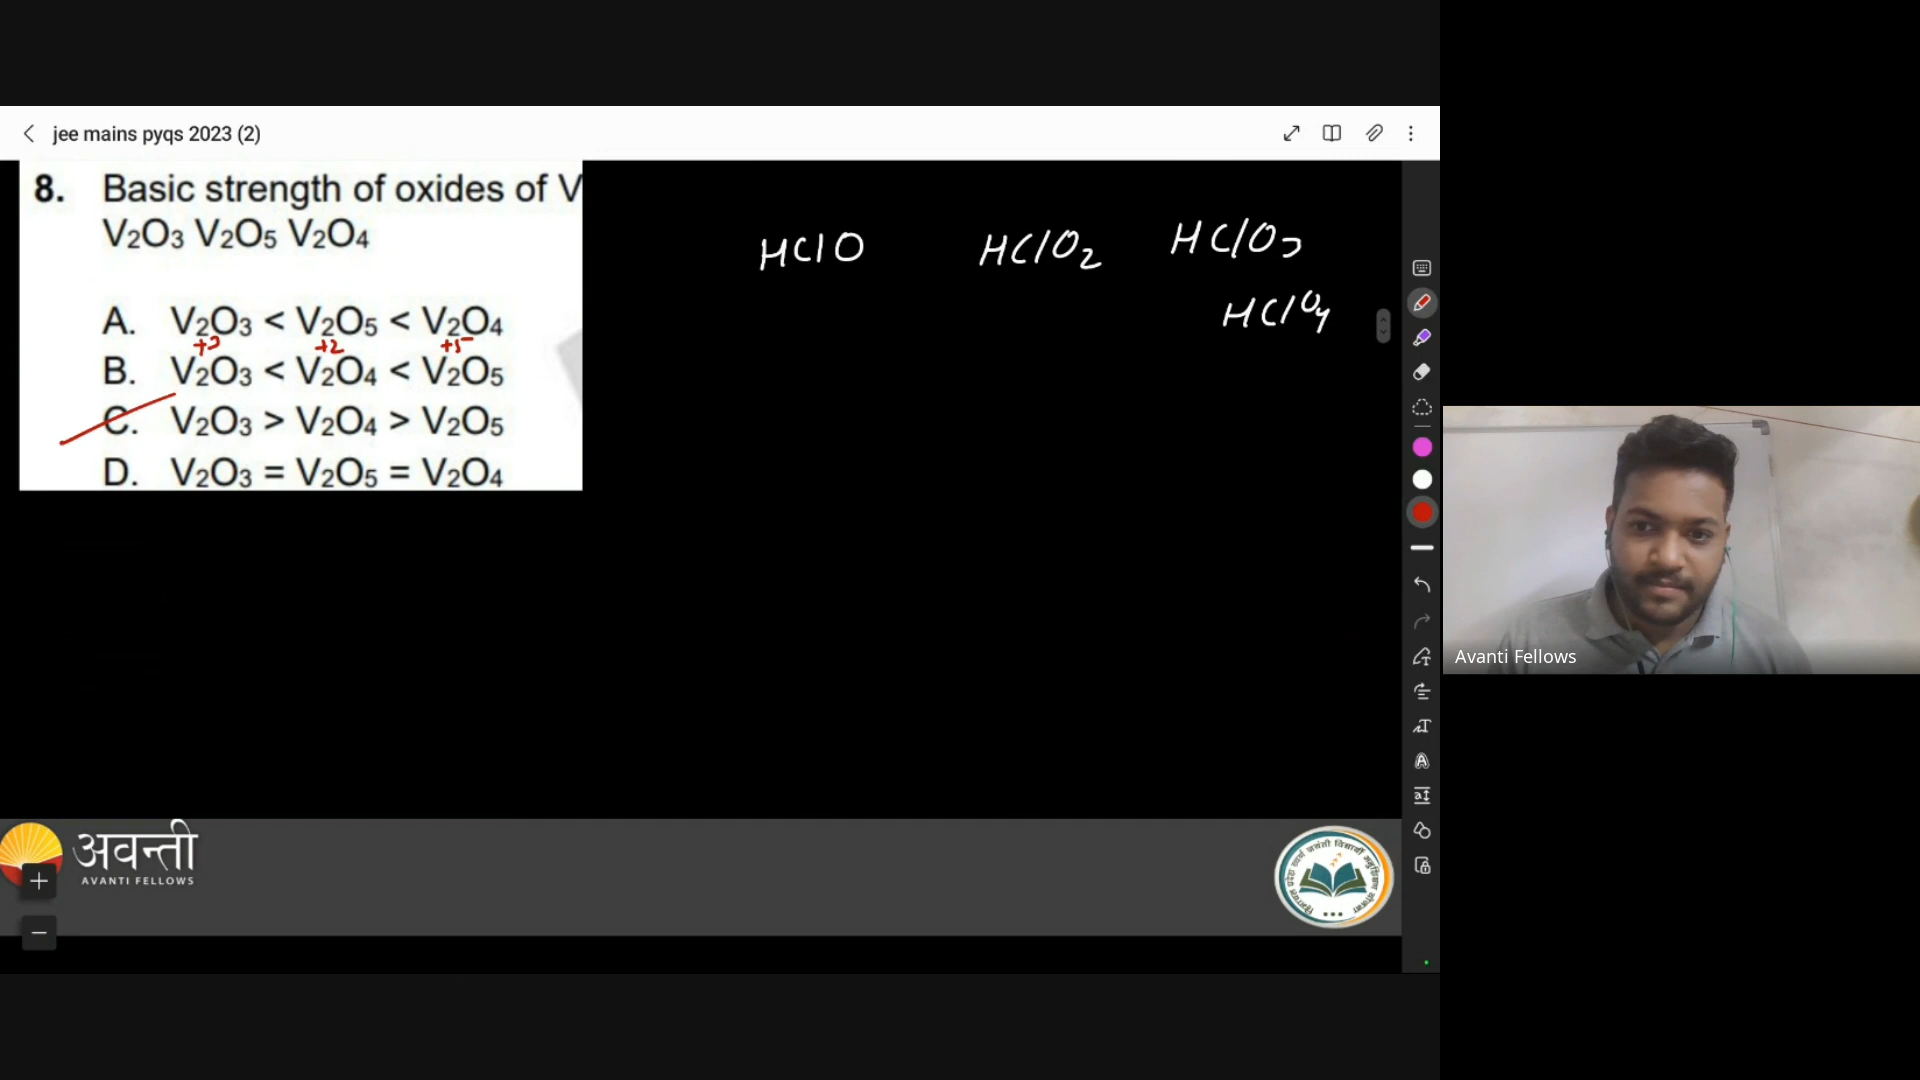 jee mains pyqs 2023 (2)
8. Basic strength of oxides of V
V2O3 V2O5 V2O4
A. V2O3 < V2O5 < V2O4
+3 +2 +5
B. V2O3 < V2O4 < V2O5
C. V2O3 > V2O4 > V2O5
D. V2O3 = V2O5 = V2O4
HClO HClO2 HClO3
HClO4
Avanti Fellows
अवन्ती
AVANTI FELLOWS